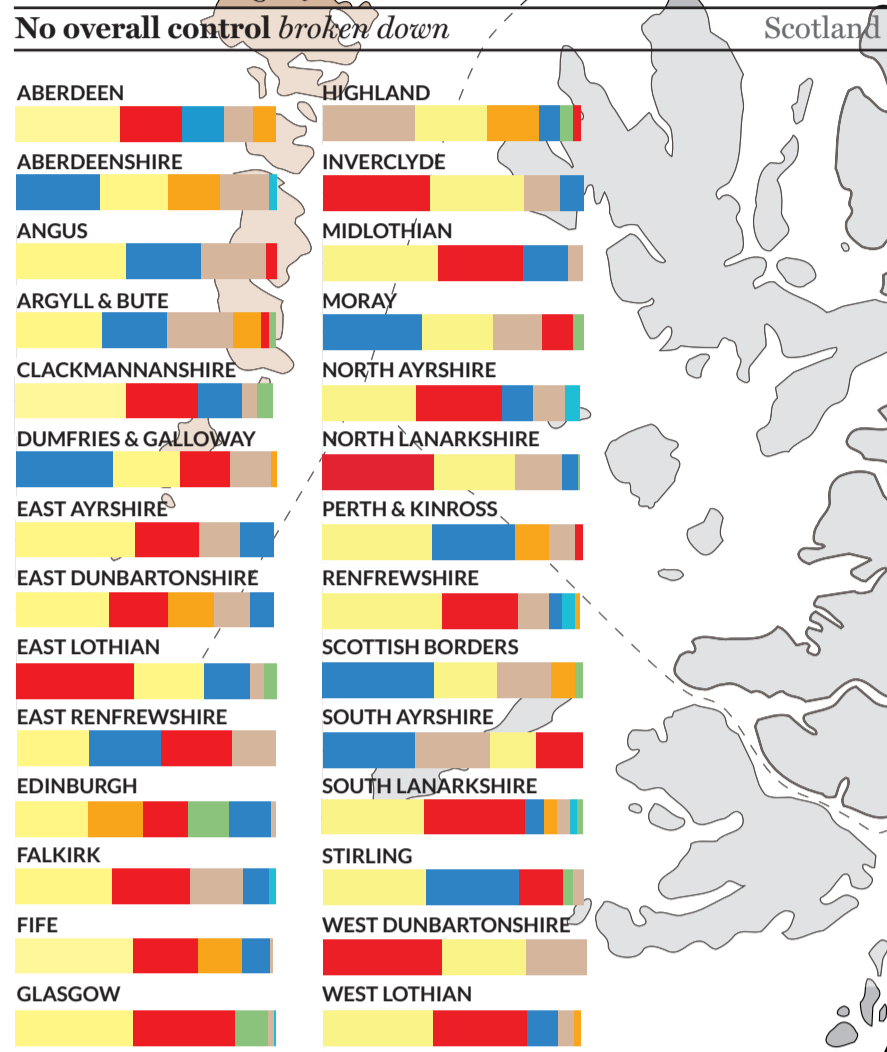 No overall control broken down
Scotland
ABERDEEN
ABERDEENSHIRE
ANGUS
ARGYLL & BUTE
CLACKMANNANSHIRE
DUMFRIES & GALLOWAY
EAST AYRSHIRE
EAST DUNBARTONSHIRE
EAST LOTHIAN
EAST RENFREWSHIRE
EDINBURGH
FALKIRK
FIFE
GLASGOW
HIGHLAND
INVERCLYDE
MIDLOTHIAN
MORAY
NORTH AYRSHIRE
NORTH LANARKSHIRE
PERTH & KINROSS
RENFREWSHIRE
SCOTTISH BORDERS
SOUTH AYRSHIRE
SOUTH LANARKSHIRE
STIRLING
WEST DUNBARTONSHIRE
WEST LOTHIAN